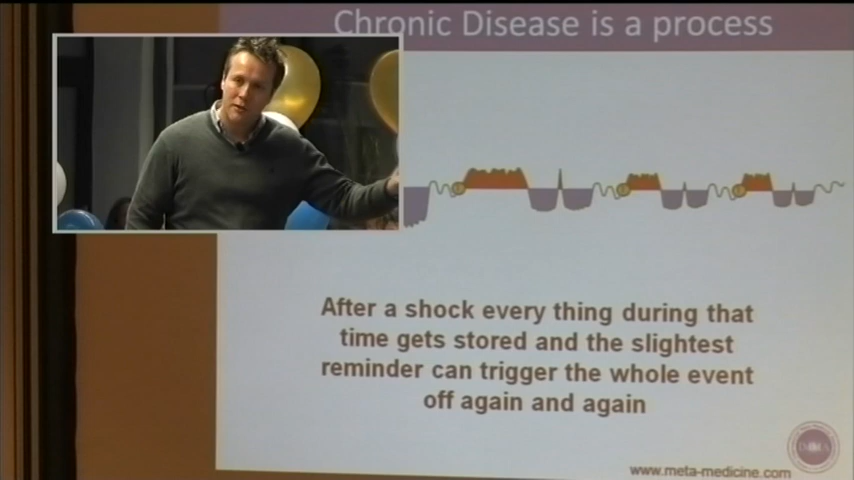 Chronic Disease is a process
After a shock every thing during that
time gets stored and the slightest
reminder can trigger the whole event
off again and again
www.meta-medicine.com